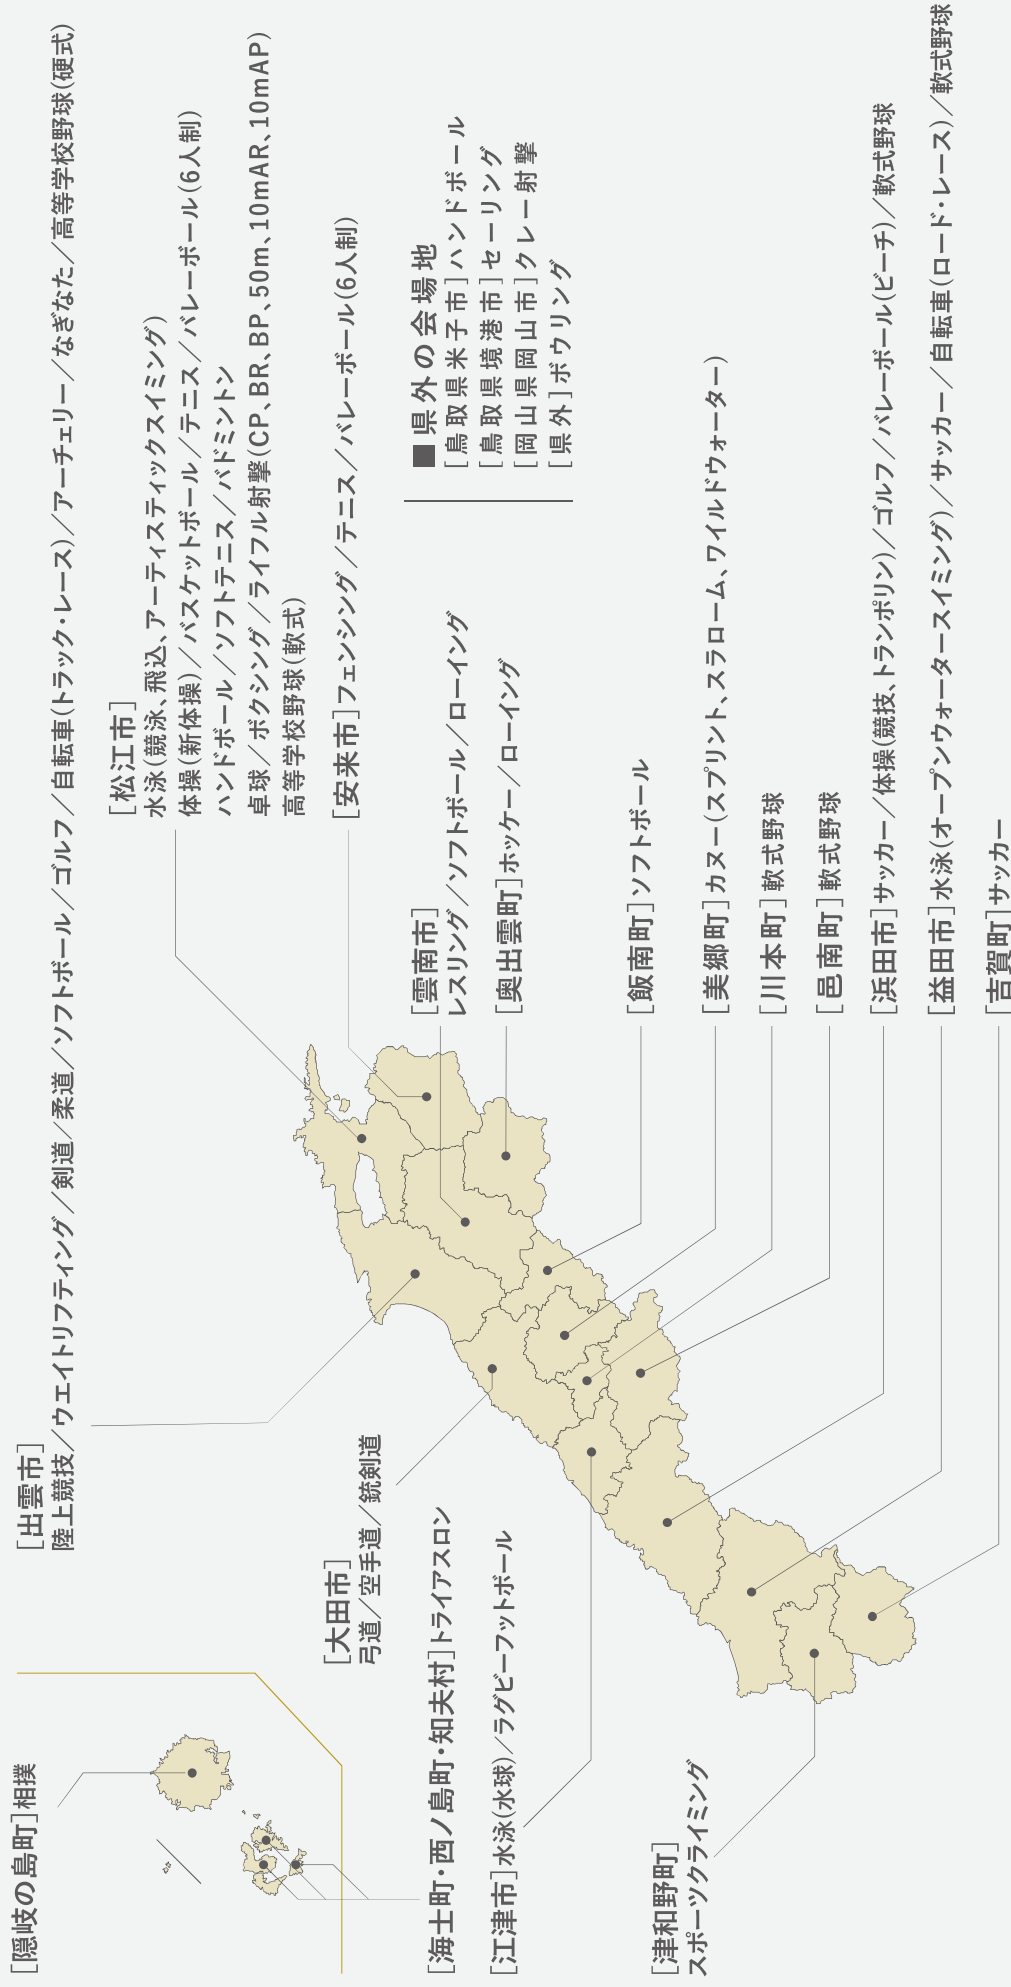 [出雲市]
陸上競技／ウエイトリフティング／剣道／柔道／ソフトボール／ゴルフ／自転車(トラック・レース)／アーチェリー／なぎなた／高等学校野球(硬式)
[松江市]
水泳(競泳、飛込、アーティスティックスイミング)
体操(新体操)／バスケットボール／テニス／バレーボール(6人制)
ハンドボール／ソフトテニス／バドミントン
卓球／ボクシング／ライフル射撃(CP、BR、BP、50m、10mAR、10mAP)
高等学校野球(軟式)
[安来市]フェンシング／テニス／バレーボール(6人制)
■県外の会場地
[鳥取県米子市]ハンドボール
[鳥取県境港市]セーリング
[岡山県岡山市]クレー射撃
[県外]ボウリング
[雲南市]
レスリング／ソフトボール／ローイング
[奥出雲町]ホッケー／ローイング
[飯南町]ソフトボール
[美郷町]カヌー(スプリント、スラローム、ワイルドウォーター)
[川本町]軟式野球
[邑南町]軟式野球
[浜田市]サッカー／体操(競技、トランポリン)／ゴルフ／バレーボール(ビーチ)／軟式野球
[益田市]水泳(オープンウォータースイミング)／サッカー／自転車(ロード・レース)／軟式野球
[吉賀町]サッカー
[大田市]
弓道／空手道／銃剣道
[隠岐の島町]相撲
[海士町・西ノ島町・知夫村]トライアスロン
[江津市]水泳(水球)／ラグビーフットボール
[津和野町]
スポーツクライミング